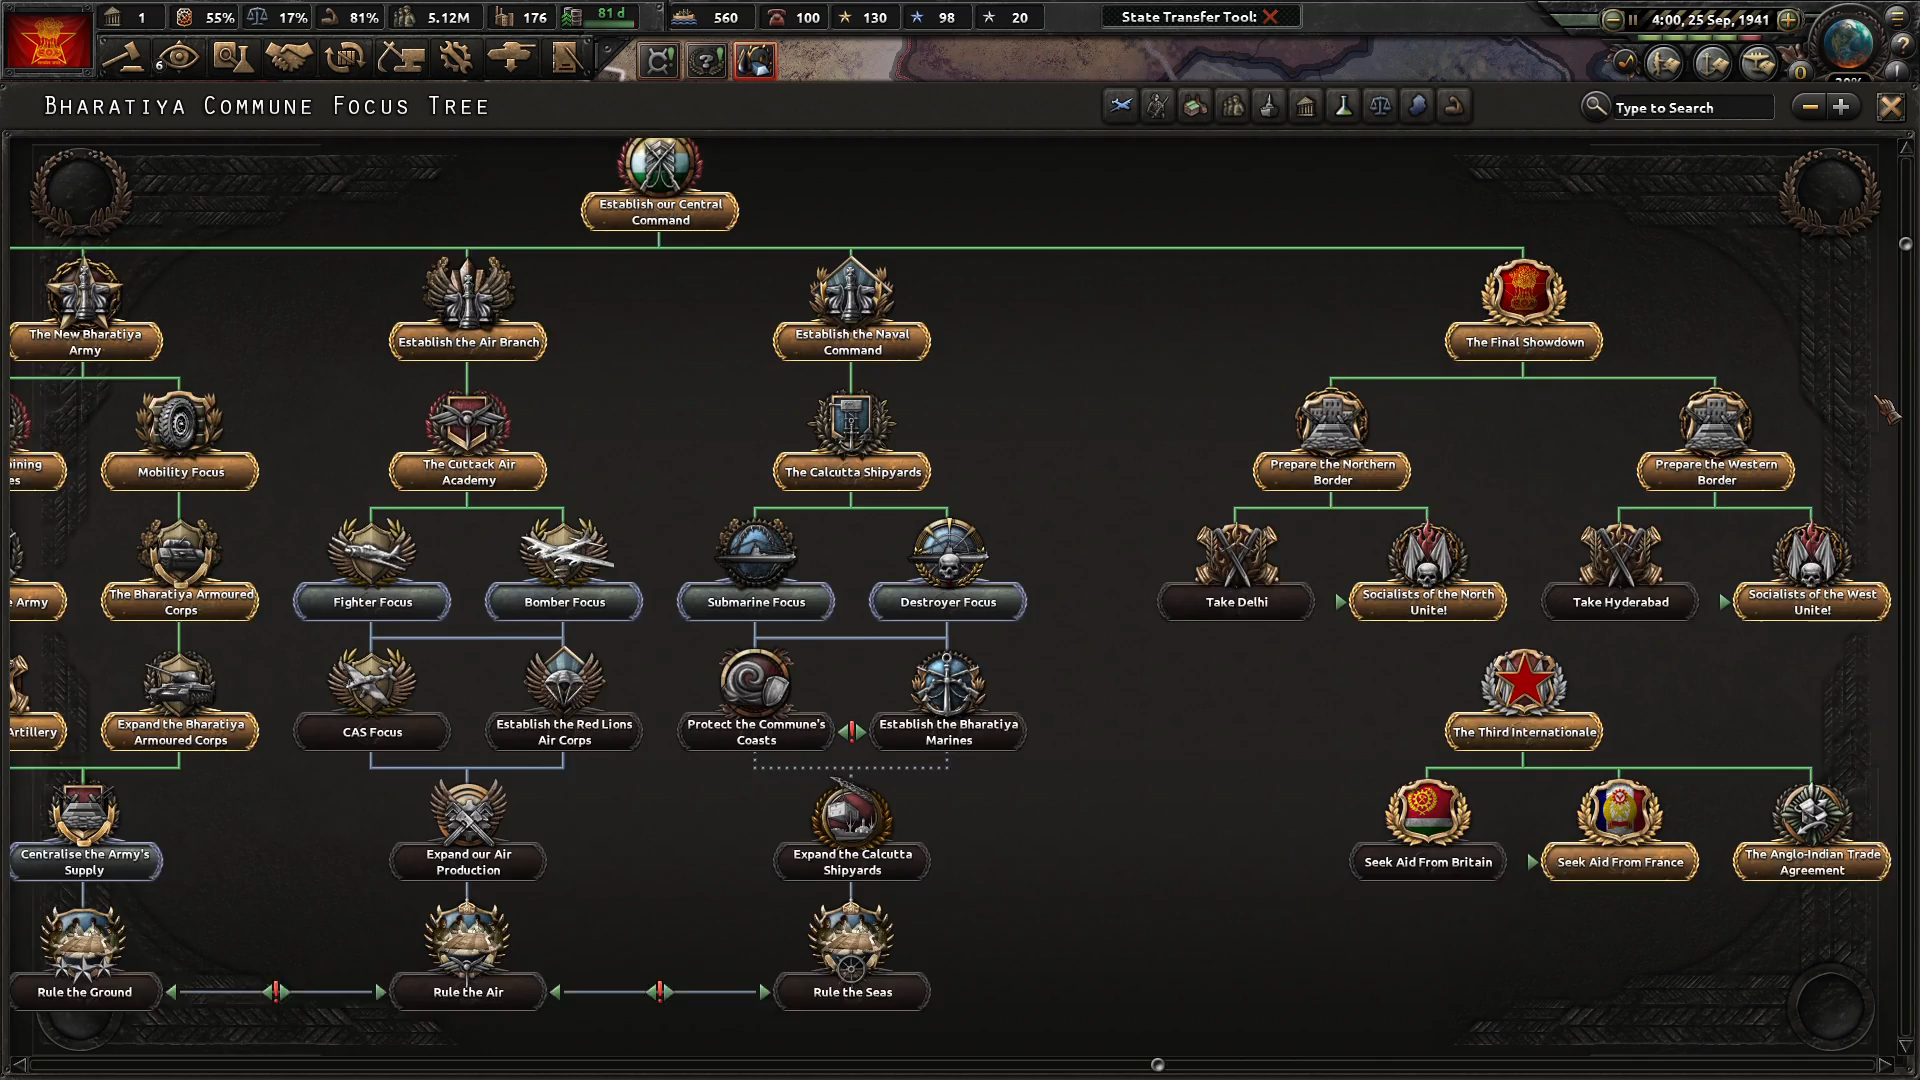 1
55%
17%
81%
5.12M
176
81 d
560
100
130
98
20
State Transfer Tool:
4:00, 25 Sep, 1941
6
0
Bharatiya Commune Focus Tree
Type to Search
Establish our Central
Command
The New Bharatiya
Army
Establish the Air Branch
Establish the Naval
Command
The Final Showdown
Mobility Focus
The Cuttack Air
Academy
The Calcutta Shipyards
Prepare the Northern
Border
Prepare the Western
Border
The Bharatiya Armoured
Corps
Fighter Focus
Bomber Focus
Submarine Focus
Destroyer Focus
Take Delhi
Socialists of the North
Unite!
Take Hyderabad
Socialists of the West
Unite!
Army
Artillery
Expand the Bharatiya
Armoured Corps
CAS Focus
Establish the Red Lions
Air Corps
Protect the Commune's
Coasts
Establish the Bharatiya
Marines
The Third Internationale
Centralise the Army's
Supply
Expand our Air
Production
Expand the Calcutta
Shipyards
Seek Aid From Britain
Seek Aid From France
The Anglo-Indian Trade
Agreement
Rule the Ground
Rule the Air
Rule the Seas